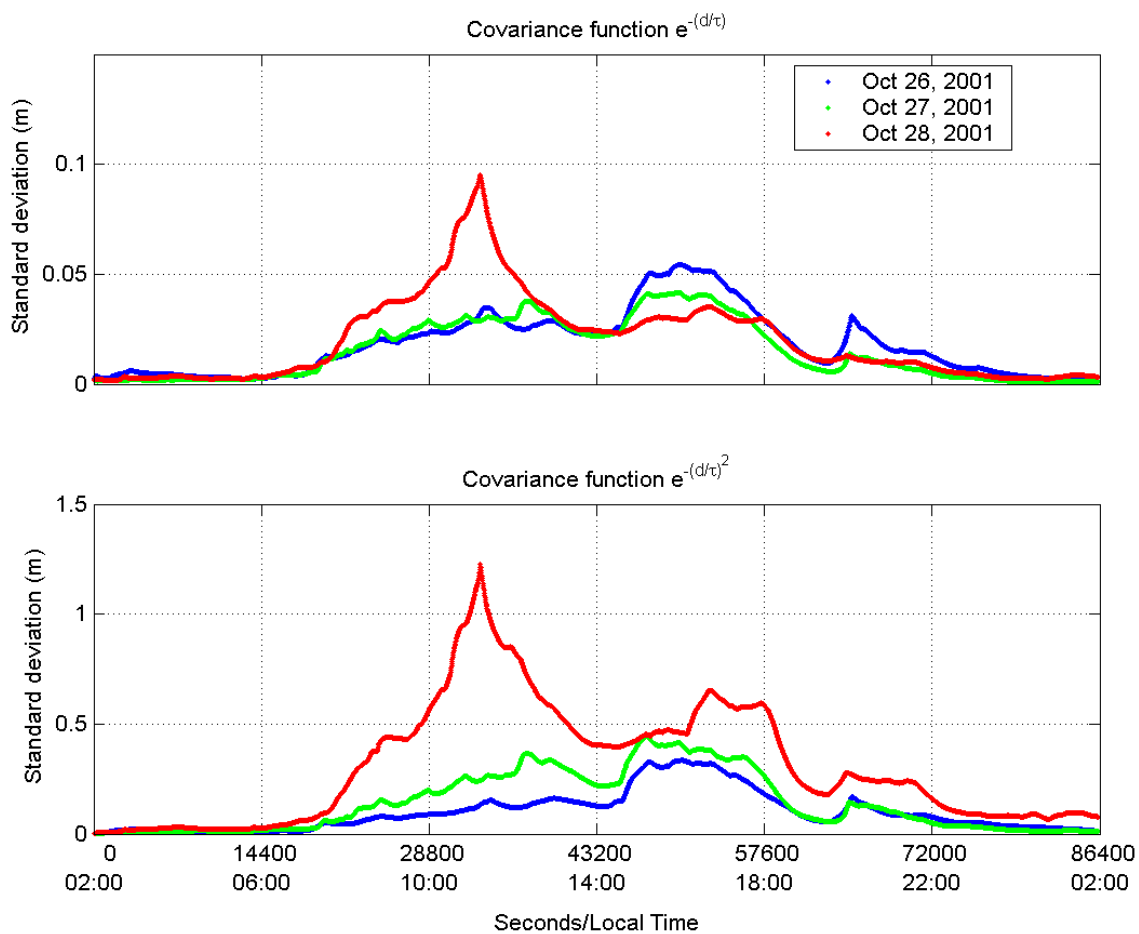 Covariance function e^-(d/τ)
Standard deviation (m)
0.1
0.05
0
Oct 26, 2001
Oct 27, 2001
Oct 28, 2001
Covariance function e^-(d/τ)^2
Standard deviation (m)
1.5
1
0.5
0
0 14400 28800 43200 57600 72000 86400
02:00 06:00 10:00 14:00 18:00 22:00 02:00
Seconds/Local Time